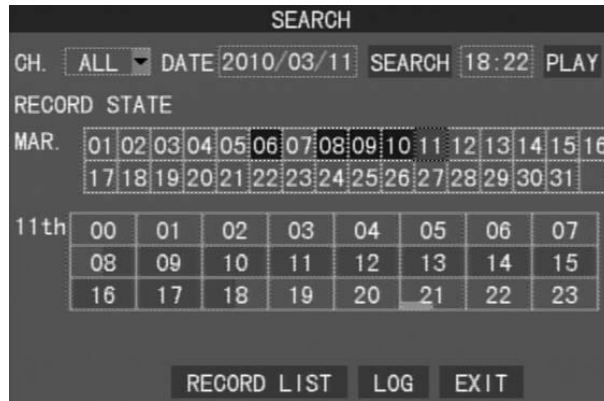 SEARCH
CH. ALL DATE 2010/03/11 SEARCH 18:22 PLAY
RECORD STATE
MAR. 01 02 03 04 05 06 07 08 09 10 11 12 13 14 15 16
17 18 19 20 21 22 23 24 25 26 27 28 29 30 31
11th 00 01 02 03 04 05 06 07
08 09 10 11 12 13 14 15
16 17 18 19 20 21 22 23
RECORD LIST LOG EXIT